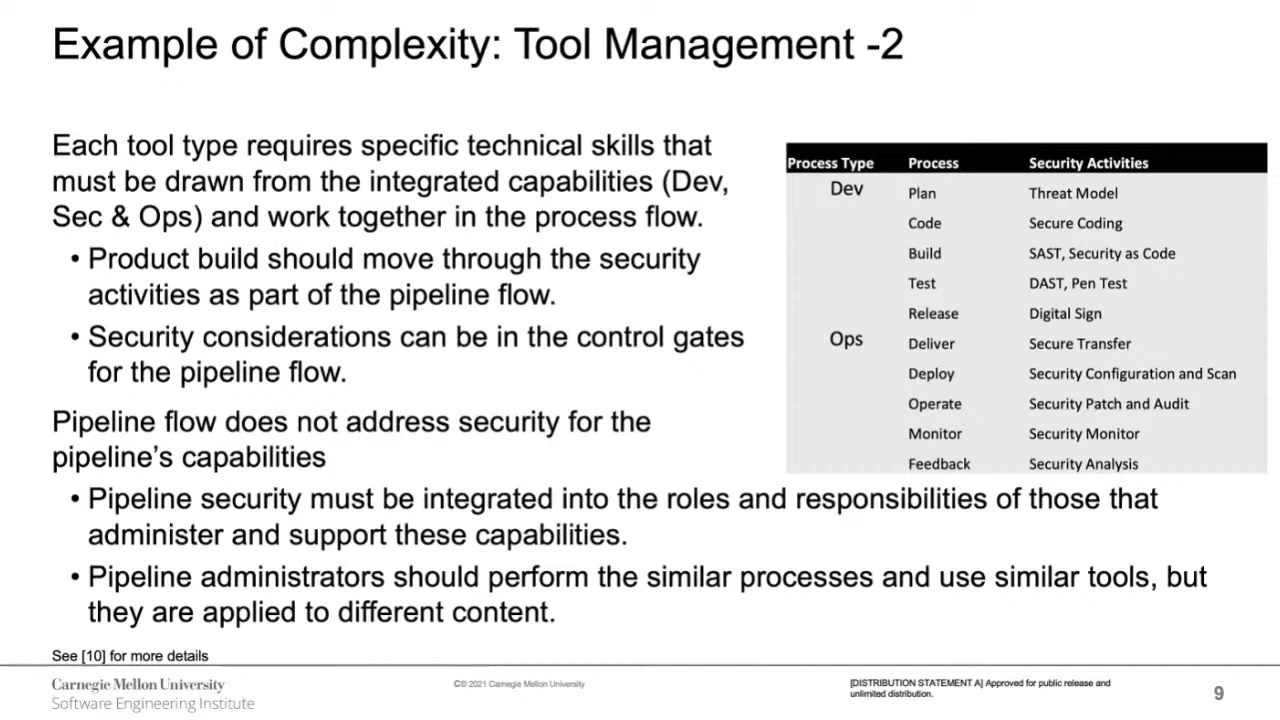 Example of Complexity: Tool Management -2
Each tool type requires specific technical skills that
must be drawn from the integrated capabilities (Dev,
Sec & Ops) and work together in the process flow.
• Product build should move through the security
activities as part of the pipeline flow.
• Security considerations can be in the control gates
for the pipeline flow.
Pipeline flow does not address security for the
pipeline’s capabilities
• Pipeline security must be integrated into the roles and responsibilities of those that
administer and support these capabilities.
• Pipeline administrators should perform the similar processes and use similar tools, but
they are applied to different content.
Process Type Process Security Activities
Dev Plan Threat Model
Code Secure Coding
Build SAST, Security as Code
Test DAST, Pen Test
Release Digital Sign
Ops Deliver Secure Transfer
Deploy Security Configuration and Scan
Operate Security Patch and Audit
Monitor Security Monitor
Feedback Security Analysis
See [10] for more details
Carnegie Mellon University
Software Engineering Institute
©© 2021 Carnegie Mellon University
[DISTRIBUTION STATEMENT A] Approved for public release and
unlimited distribution.
9